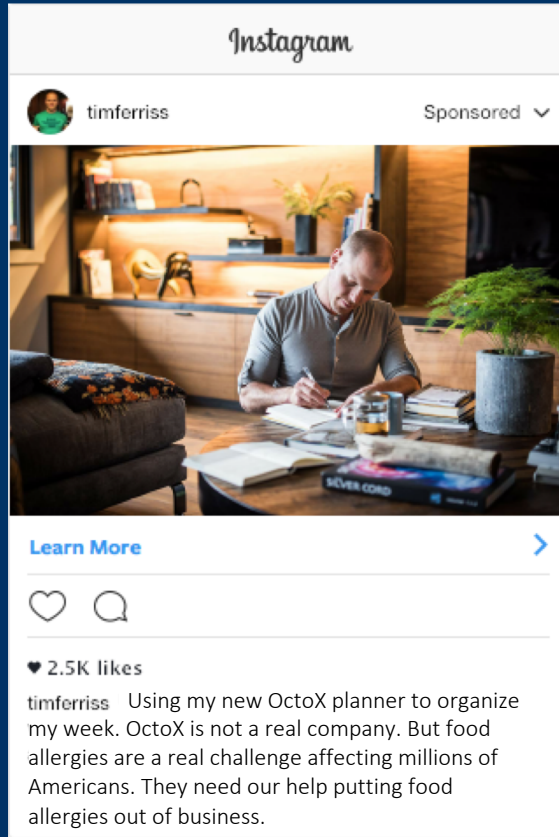 Instagram
timferriss Sponsored
SILVER CORD
Learn More
2.5K likes
timferriss Using my new OctoX planner to organize
my week. OctoX is not a real company. But food
allergies are a real challenge affecting millions of
Americans. They need our help putting food
allergies out of business.